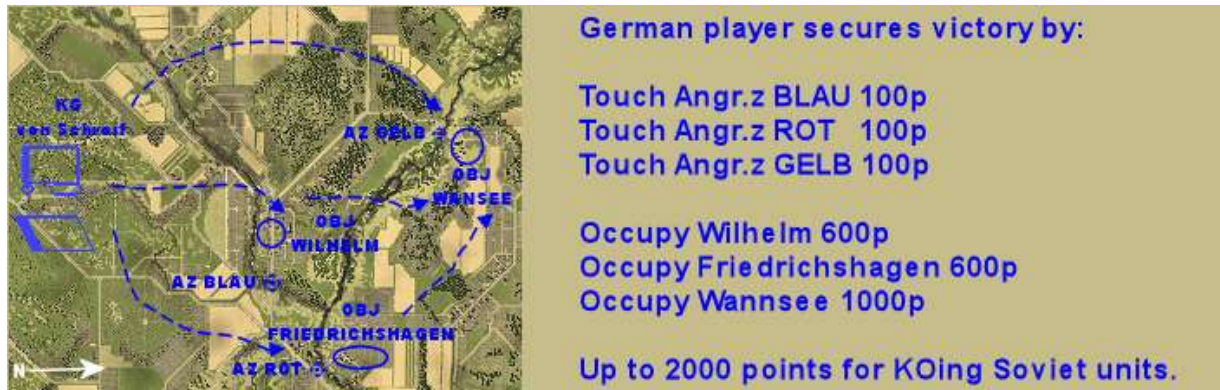 KG
von
AZ GELB
OBJ
WANSEE
OBJ
WILHELM
AZ BLAU
OBJ
FRIEDRICHSHAGEN
AZ ROT
N
German player secures victory by:
Touch Angr.z BLAU 100p
Touch Angr.z ROT 100p
Touch Angr.z GELB 100p
Occupy Wilhelm 600p
Occupy Friedrichshagen 600p
Occupy Wannsee 1000p
Up to 2000 points for KOing Soviet units.